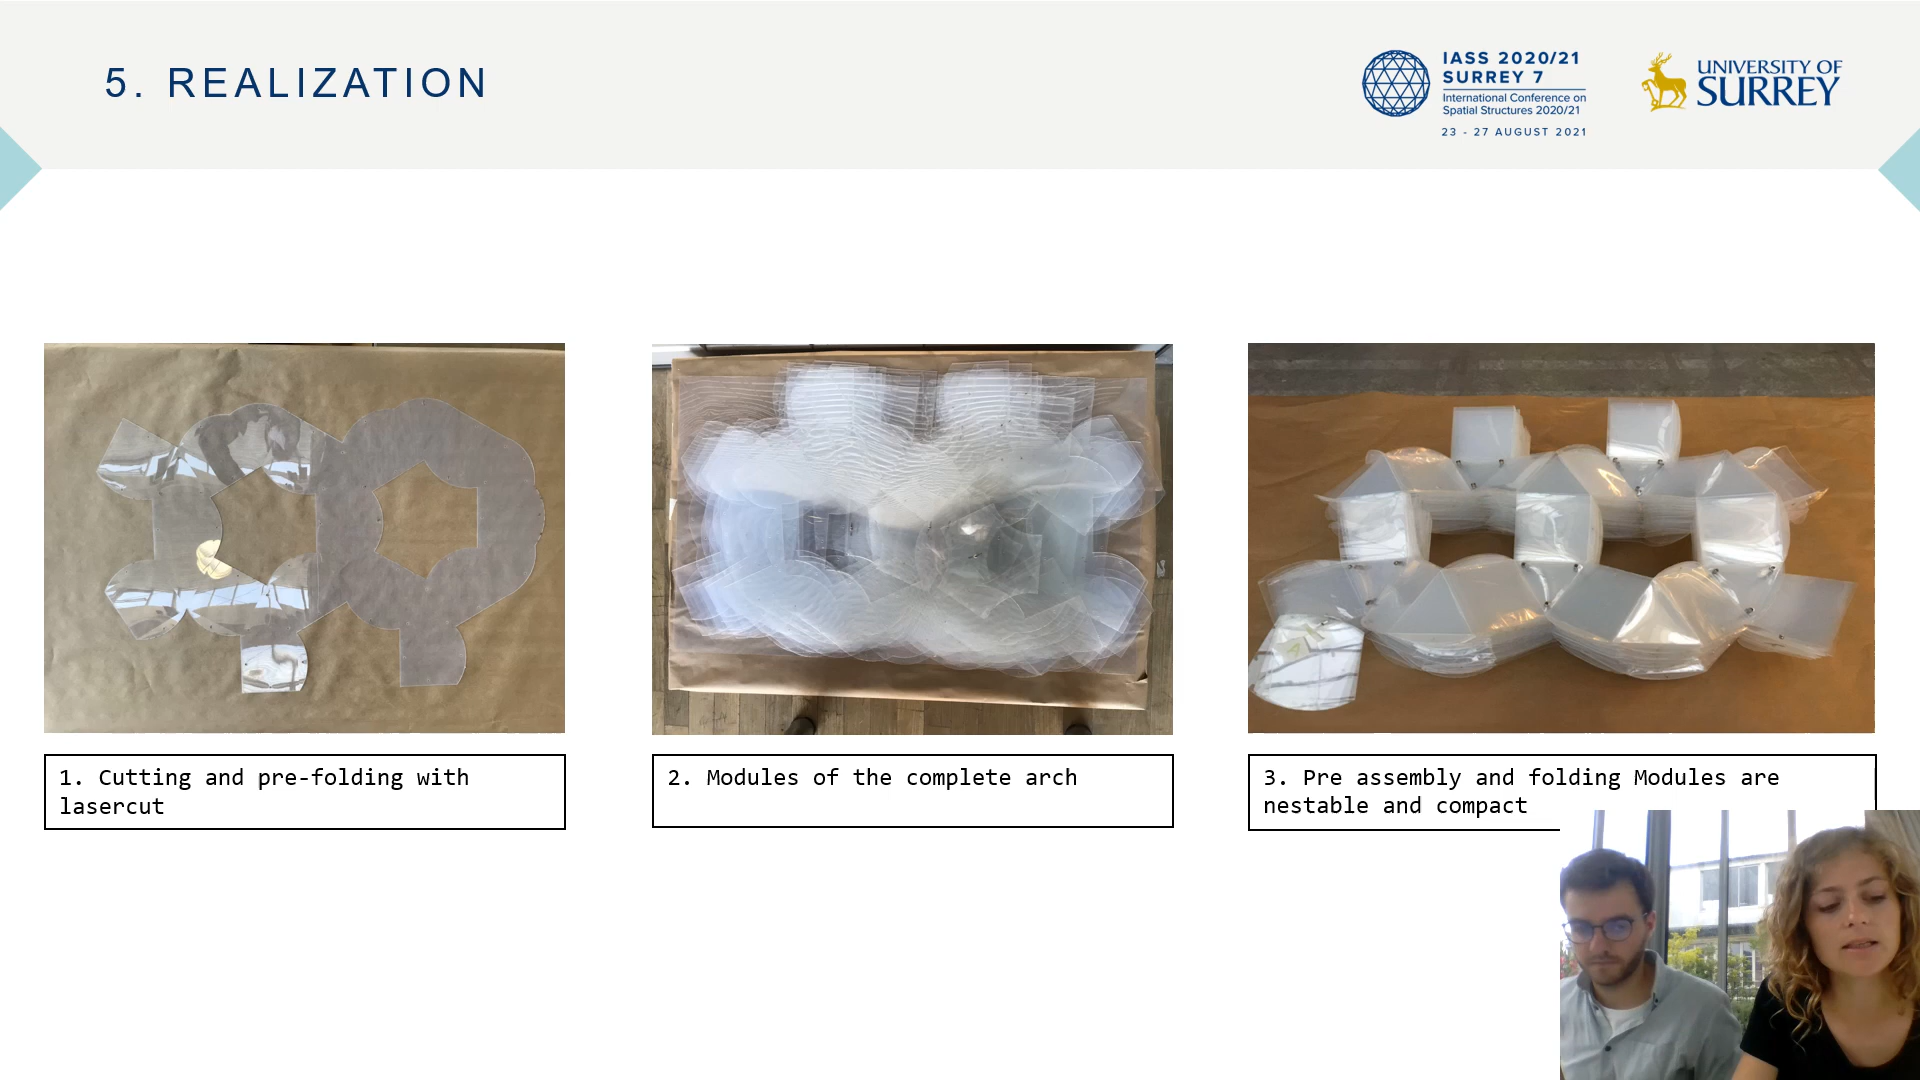 5. REALIZATION
IASS 2020/21
SURREY 7
International Conference on
Spatial Structures 2020/21
23 - 27 AUGUST 2021
UNIVERSITY OF
SURREY
1. Cutting and pre-folding with
lasercut
2. Modules of the complete arch
3. Pre assembly and folding Modules are
nestable and compact